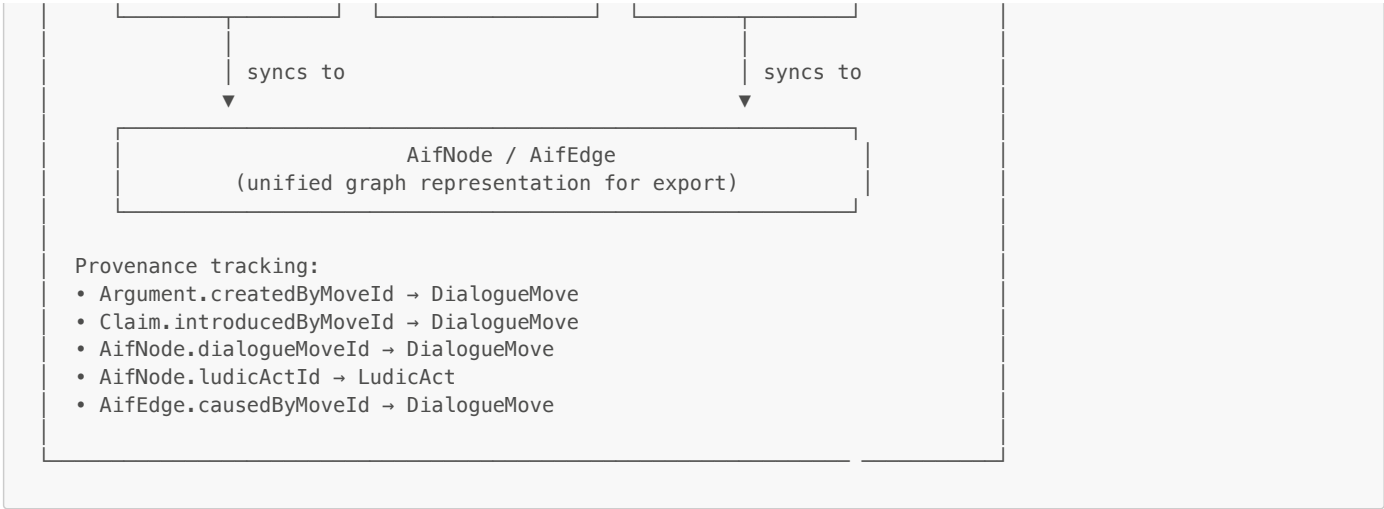 syncs to syncs to
▼ ▼
AifNode / AifEdge
(unified graph representation for export)
Provenance tracking:
• Argument.createdByMoveId → DialogueMove
• Claim.introducedByMoveId → DialogueMove
• AifNode.dialogueMoveId → DialogueMove
• AifNode.ludicActId → LudicAct
• AifEdge.causedByMoveId → DialogueMove